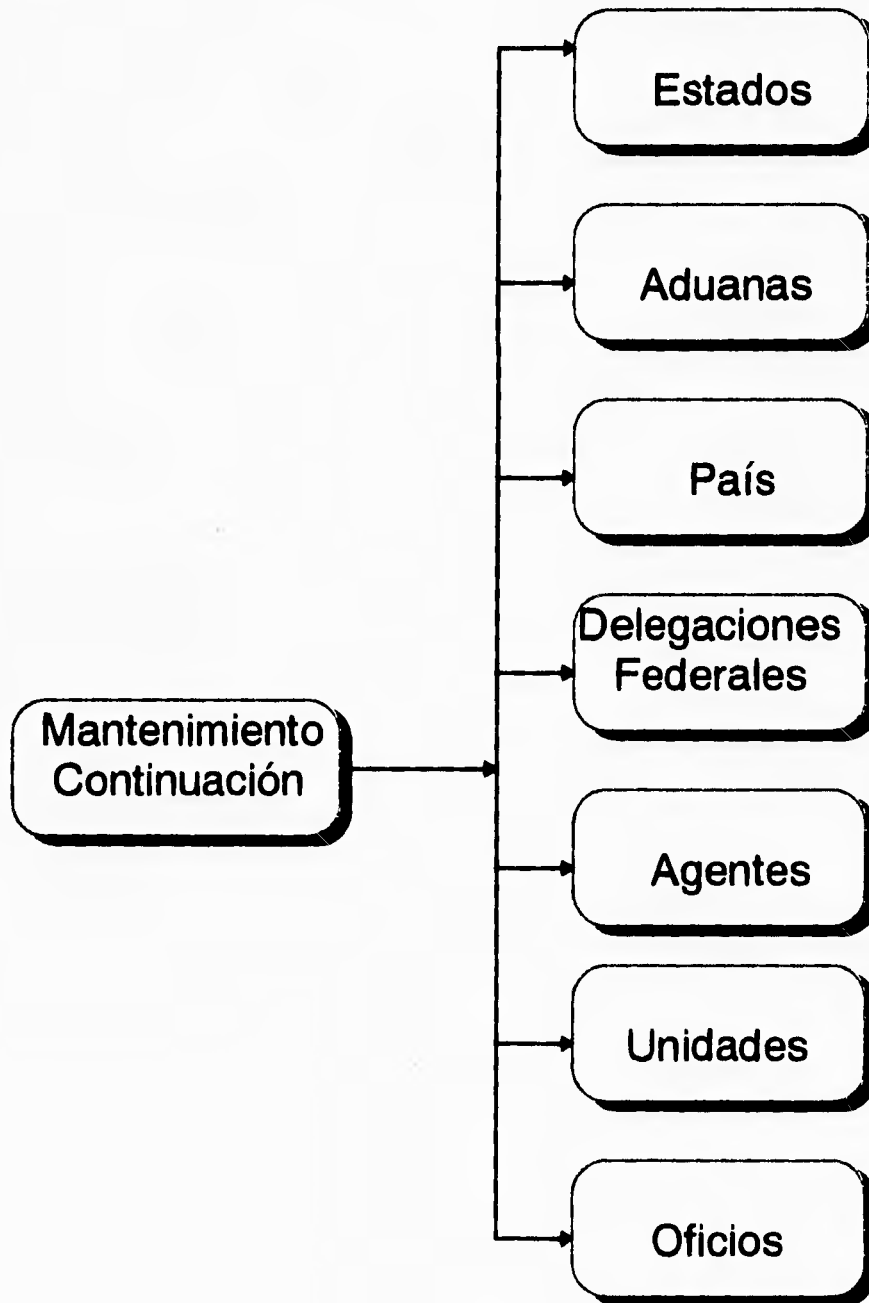 Estados
Aduanas
País
Delegaciones
Federales
Mantenimiento
Continuación
Agentes
Unidades
Oficios